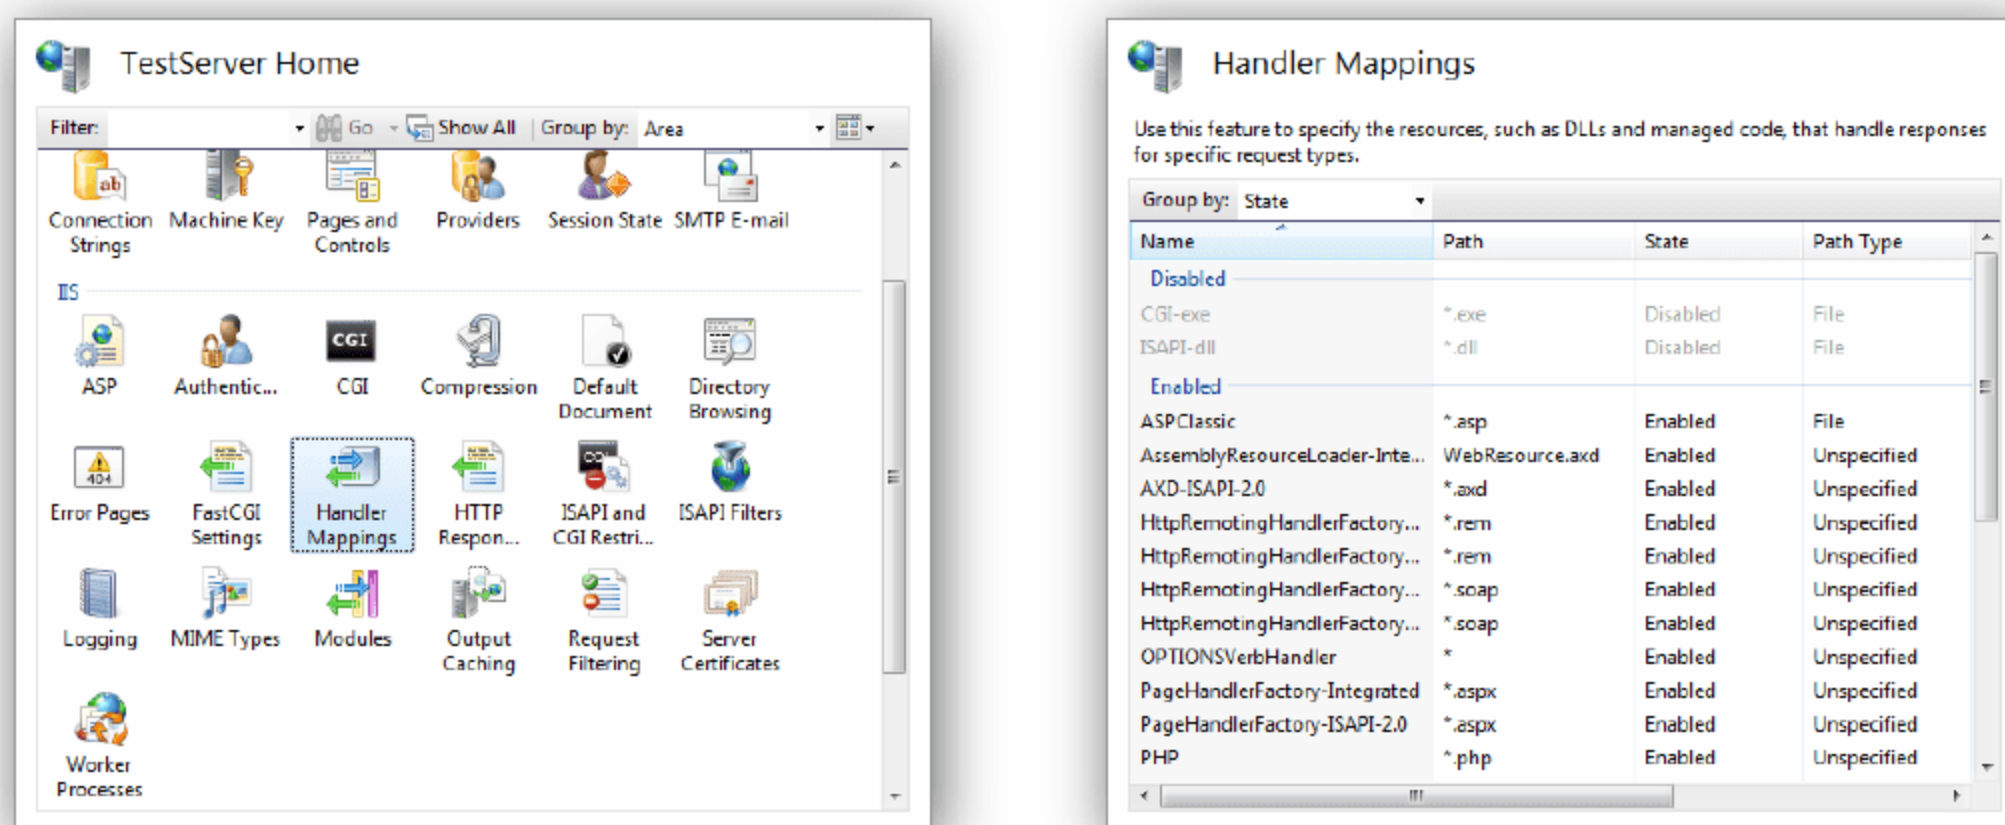 TestServer Home
Filter: Go Show All Group by: Area
ab
Connection Strings
Machine Key
Pages and Controls
Providers
Session State
SMTP E-mail
IIS
ASP
Authentic...
CGI
CGI
Compression
Default Document
Directory Browsing
404
Error Pages
FastCGI Settings
Handler Mappings
HTTP Respon...
ISAPI and CGI Restri...
ISAPI Filters
Logging
MIME Types
Modules
Output Caching
Request Filtering
Server Certificates
Worker Processes
Handler Mappings
Use this feature to specify the resources, such as DLLs and managed code, that handle responses
for specific request types.
Group by: State
Name Path State Path Type
Disabled
CGI-exe *.exe Disabled File
ISAPI-dll *.dll Disabled File
Enabled
ASPClassic *.asp Enabled File
AssemblyResourceLoader-Inte... WebResource.axd Enabled Unspecified
AXD-ISAPI-2.0 *.axd Enabled Unspecified
HttpRemotingHandlerFactory... *.rem Enabled Unspecified
HttpRemotingHandlerFactory... *.rem Enabled Unspecified
HttpRemotingHandlerFactory... *.soap Enabled Unspecified
HttpRemotingHandlerFactory... *.soap Enabled Unspecified
OPTIONSVerbHandler * Enabled Unspecified
PageHandlerFactory-Integrated *.aspx Enabled Unspecified
PageHandlerFactory-ISAPI-2.0 *.aspx Enabled Unspecified
PHP *.php Enabled Unspecified